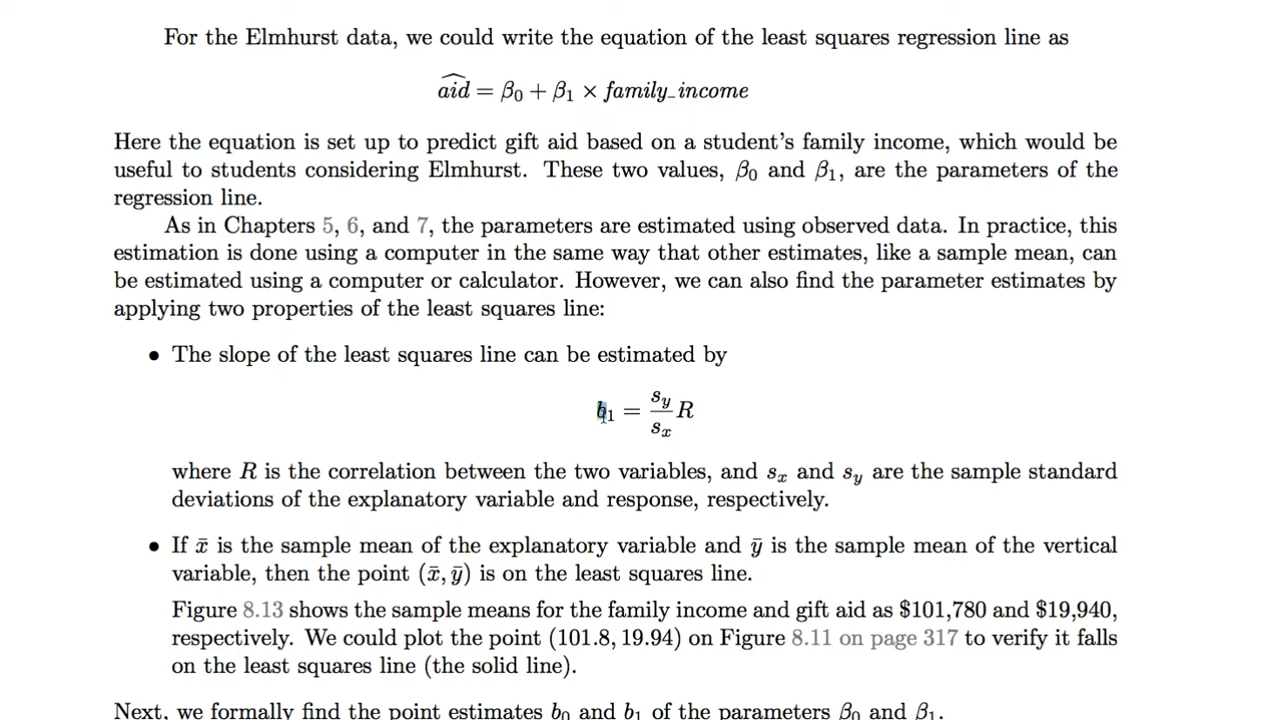 For the Elmhurst data, we could write the equation of the least squares regression line as
\widehat{aid} = β₀ + β₁ × family_income
Here the equation is set up to predict gift aid based on a student's family income, which would be
useful to students considering Elmhurst. These two values, β₀ and β₁, are the parameters of the
regression line.
As in Chapters 5, 6, and 7, the parameters are estimated using observed data. In practice, this
estimation is done using a computer in the same way that other estimates, like a sample mean, can
be estimated using a computer or calculator. However, we can also find the parameter estimates by
applying two properties of the least squares line:
• The slope of the least squares line can be estimated by
b₁ = \frac{s_y}{s_x} R
where R is the correlation between the two variables, and s_x and s_y are the sample standard
deviations of the explanatory variable and response, respectively.
• If x̄ is the sample mean of the explanatory variable and ȳ is the sample mean of the vertical
variable, then the point (x̄, ȳ) is on the least squares line.
Figure 8.13 shows the sample means for the family income and gift aid as $101,780 and $19,940,
respectively. We could plot the point (101.8, 19.94) on Figure 8.11 on page 317 to verify it falls
on the least squares line (the solid line).
Next, we formally find the point estimates b₀ and b₁ of the parameters β₀ and β₁.